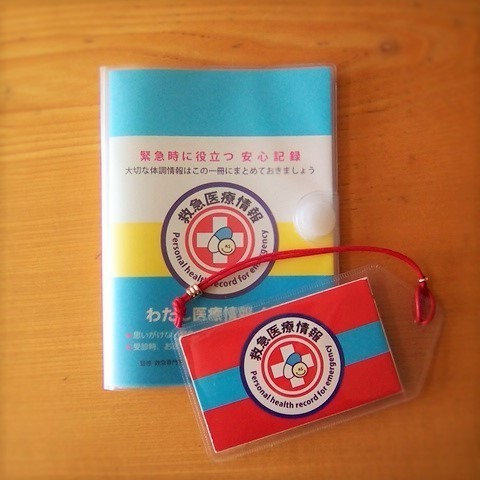 緊急時に役立つ 安心記録
大切な体調情報はこの一冊にまとめておきましょう
救急医療情報
Personal health record for emergency
わたし医療情報
救急医療情報
Personal health record for emergency